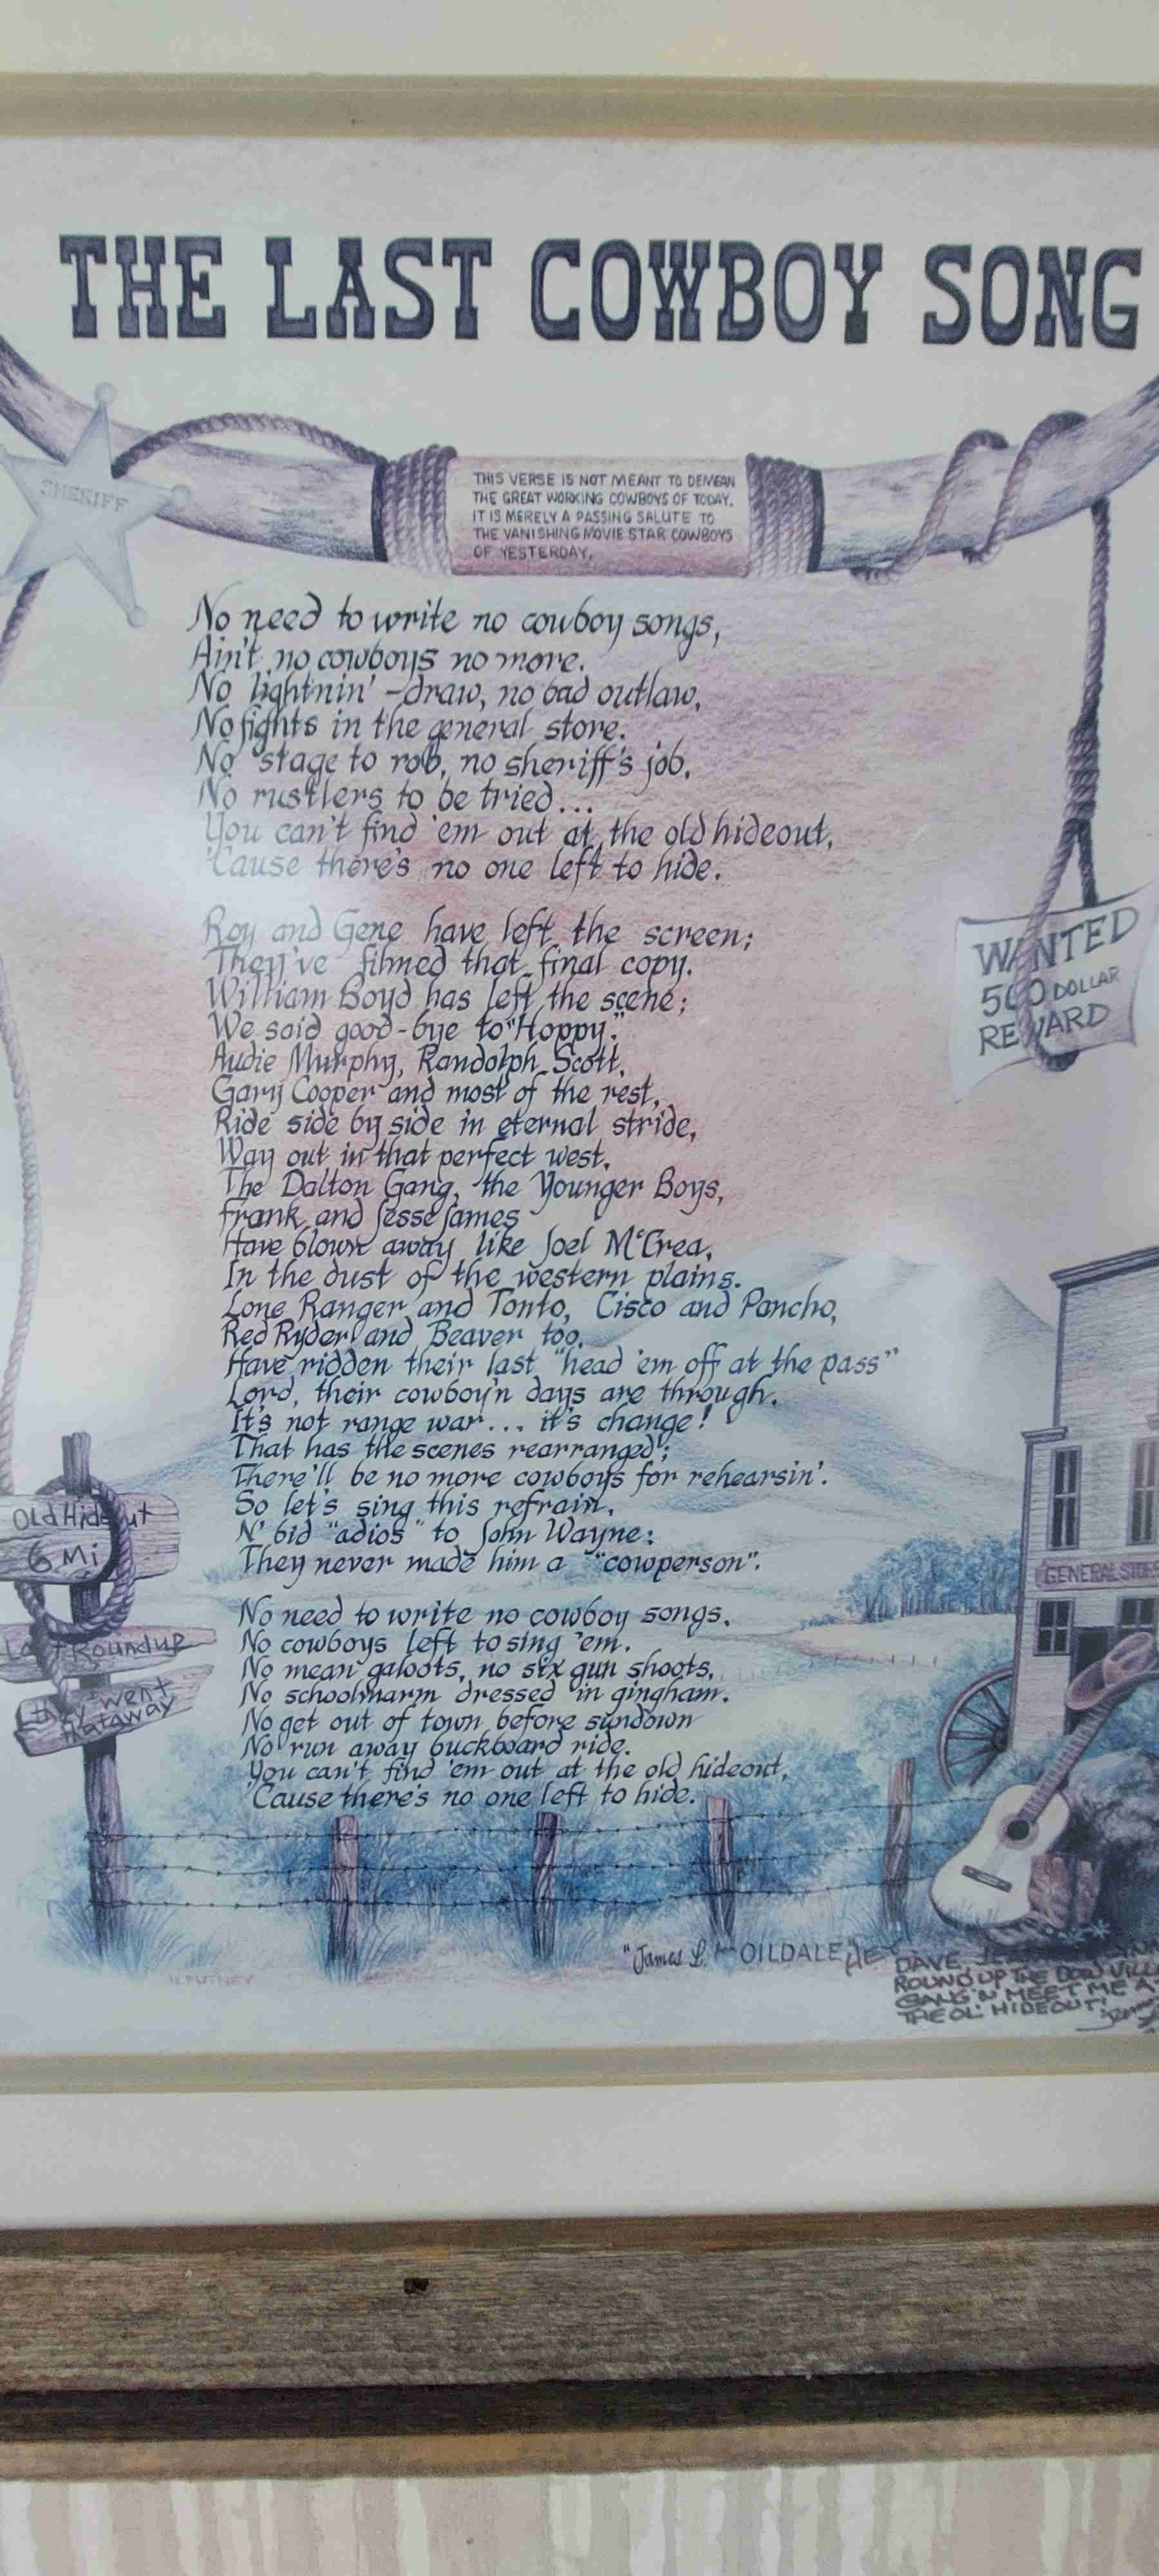 THE LAST COWBOY SONG
SHERIFF
THIS VERSE IS NOT MEANT TO DEMEAN
THE GREAT WORKING COWBOYS OF TODAY.
IT IS MERELY A PASSING SALUTE TO
THE VANISHING MOVIE STAR COWBOYS
OF YESTERDAY.
No need to write no cowboy songs,
Ain't no cowboys no more.
No lightnin'-draw, no bad outlaw,
No fights in the general store.
No stage to rob, no sheriff's job,
No rustlers to be tried...
You can't find 'em out at the old hideout,
'Cause there's no one left to hide.
Roy and Gene have left the screen;
They've filmed that final copy.
William Boyd has left the scene;
We said good-bye to "Hoppy."
Audie Murphy, Randolph Scott,
Gary Cooper and most of the rest,
Ride side by side in eternal stride,
Way out in that perfect west.
The Dalton Gang, the Younger Boys,
Frank and Jesse James
Have blown away like Joel McCrea,
In the dust of the western plains.
Lone Ranger and Tonto, Cisco and Pancho,
Red Ryder and Beaver too,
Have ridden their last "head 'em off at the pass"
Lord, their cowboy'n days are through.
It's not range war... it's change!
That has the scenes rearranged;
There'll be no more cowboys for rehearsin'.
So let's sing this refrain,
N' bid "adios" to John Wayne:
They never made him a "cowperson".
No need to write no cowboy songs,
No cowboys left to sing 'em.
No mean galoots, no six gun shoots,
No schoolmarm dressed in gingham.
No get out of town before sundown
No run away buckboard ride.
You can't find 'em out at the old hideout,
'Cause there's no one left to hide.
WANTED
500 DOLLAR
REWARD
Old Hideout
6 Mi
Last Roundup
they went
thataway
GENERAL STORE
"James L. OILDALE
DAVE,
ROUND UP THE
GANG 'N MEET ME A
THE OL' HIDEOUT!